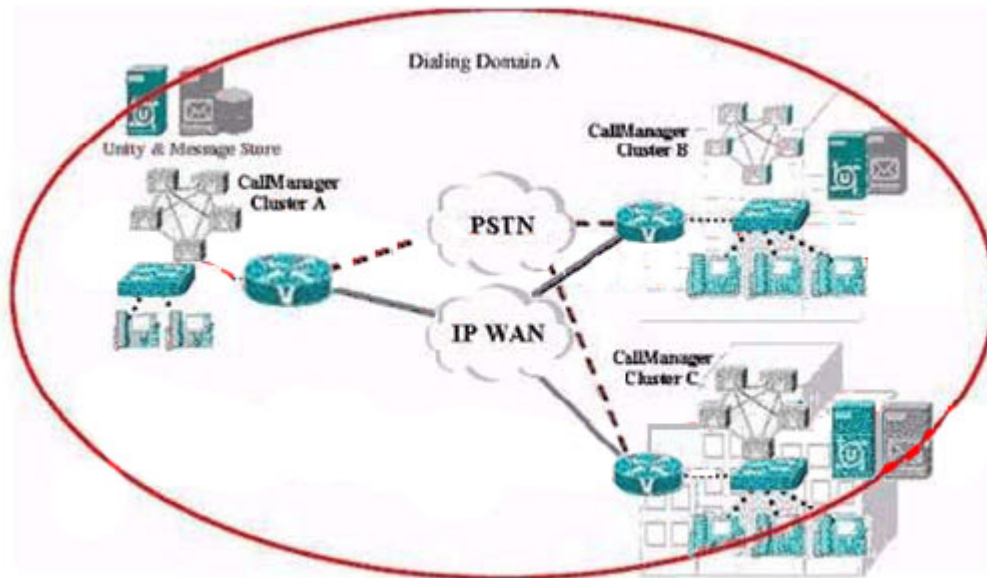 Dialing Domain A
Unity & Message Store
CallManager
Cluster A
CallManager
Cluster B
PSTN
V
V
IP WAN
CallManager
Cluster C
V